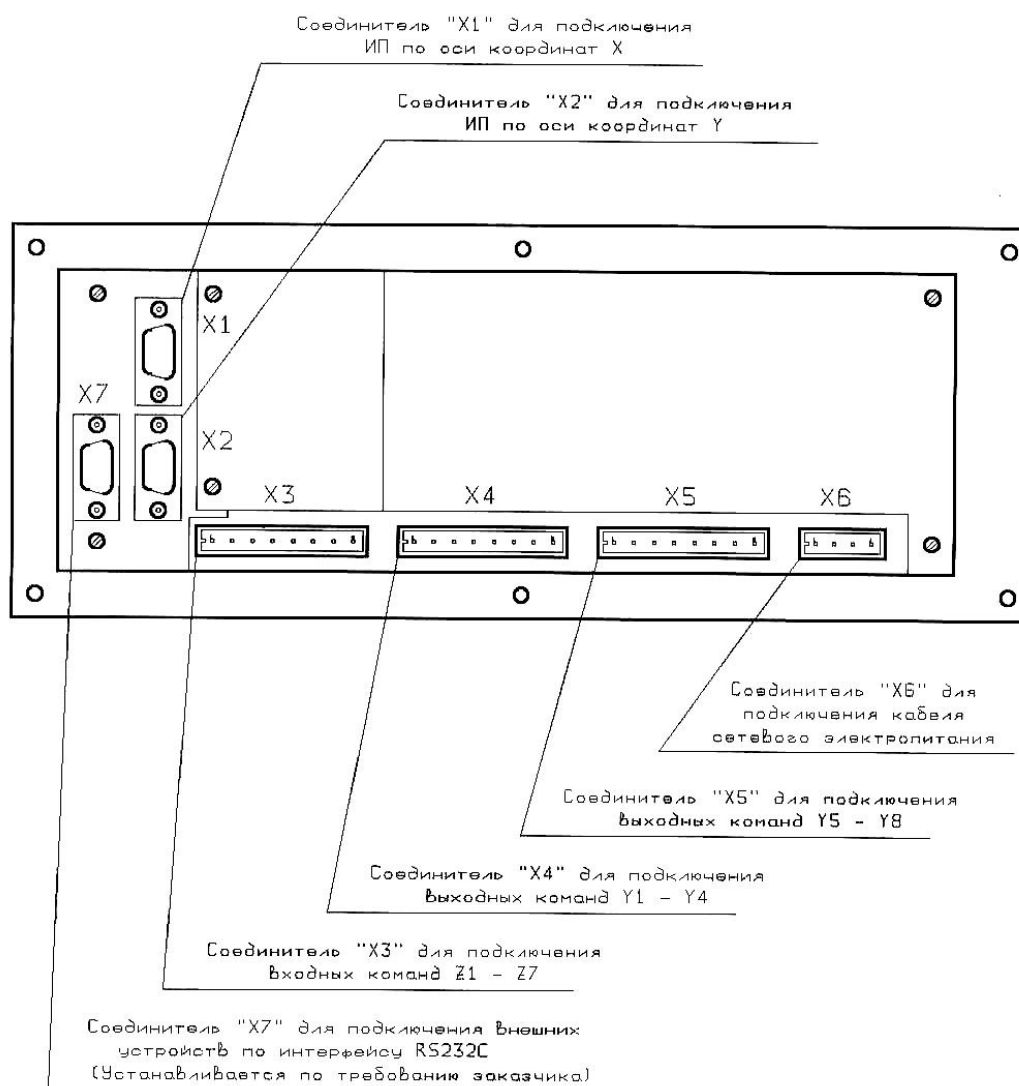 Соединитель "X1" для подключения
ИП по оси координат X
Соединитель "X2" для подключения
ИП по оси координат Y
X1
X7
X2
X3
X4
X5
X6
Соединитель "X6" для
подключения кабеля
сетевого электропитания
Соединитель "X5" для подключения
выходных команд Y5 - Y8
Соединитель "X4" для подключения
выходных команд Y1 - Y4
Соединитель "X3" для подключения
входных команд Z1 - Z7
Соединитель "X7" для подключения внешних
устройств по интерфейсу RS232C
(Устанавливается по требованию заказчика)